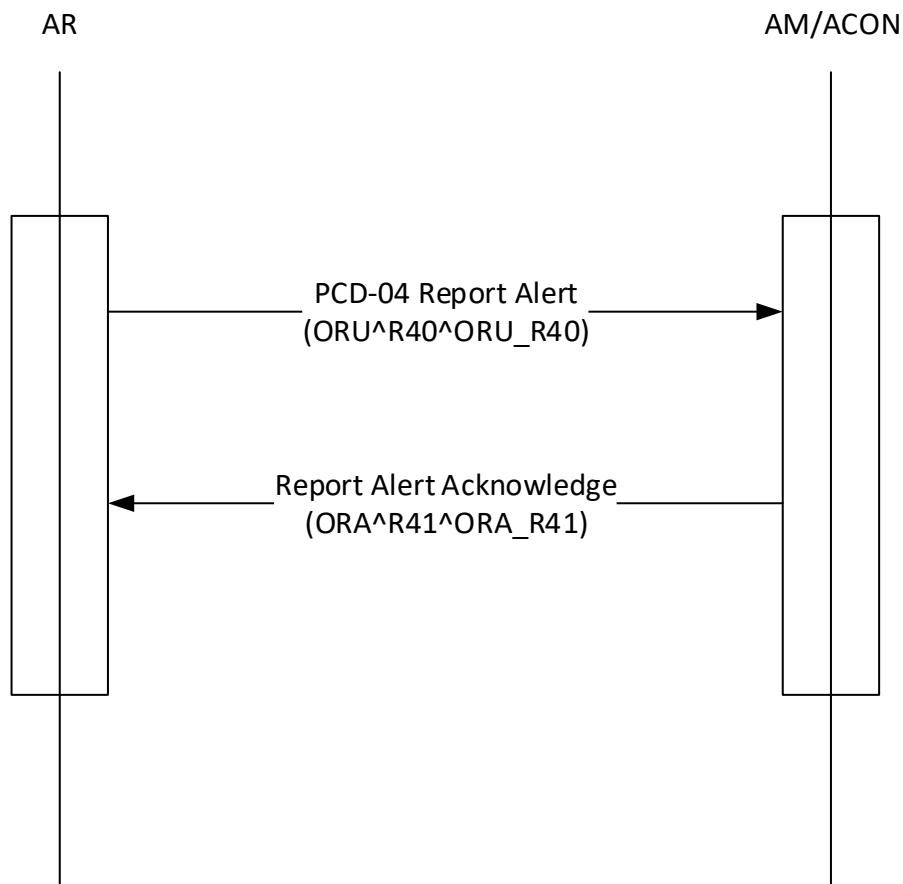 AR
AM/ACON
PCD-04 Report Alert
(ORU^R40^ORU_R40)
Report Alert Acknowledge
(ORA^R41^ORA_R41)